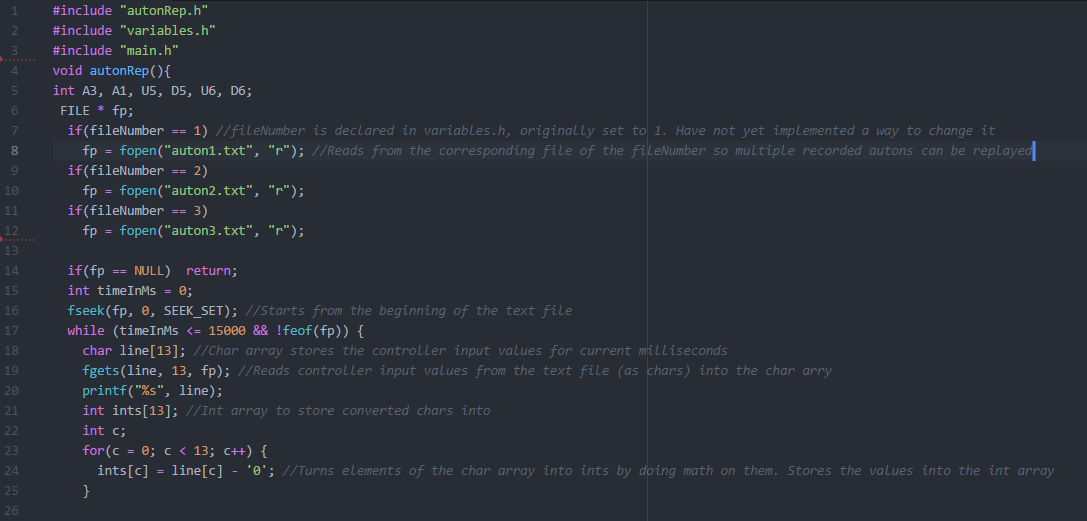 1 #include "autonRep.h"
2 #include "variables.h"
3 #include "main.h"
4 void autonRep(){
5 int A3, A1, U5, D5, U6, D6;
6 FILE * fp;
7 if(fileNumber == 1) //fileNumber is declared in variables.h, originally set to 1. Have not yet implemented a way to change it
8 fp = fopen("auton1.txt", "r"); //Reads from the corresponding file of the fileNumber so multiple recorded autons can be replayed
9 if(fileNumber == 2)
10 fp = fopen("auton2.txt", "r");
11 if(fileNumber == 3)
12 fp = fopen("auton3.txt", "r");
13
14 if(fp == NULL) return;
15 int timeInMs = 0;
16 fseek(fp, 0, SEEK_SET); //Starts from the beginning of the text file
17 while (timeInMs <= 15000 && !feof(fp)) {
18 char line[13]; //Char array stores the controller input values for current milliseconds
19 fgets(line, 13, fp); //Reads controller input values from the text file (as chars) into the char arry
20 printf("%s", line);
21 int ints[13]; //Int array to store converted chars into
22 int c;
23 for(c = 0; c < 13; c++) {
24 ints[c] = line[c] - '0'; //Turns elements of the char array into ints by doing math on them. Stores the values into the int array
25 }
26